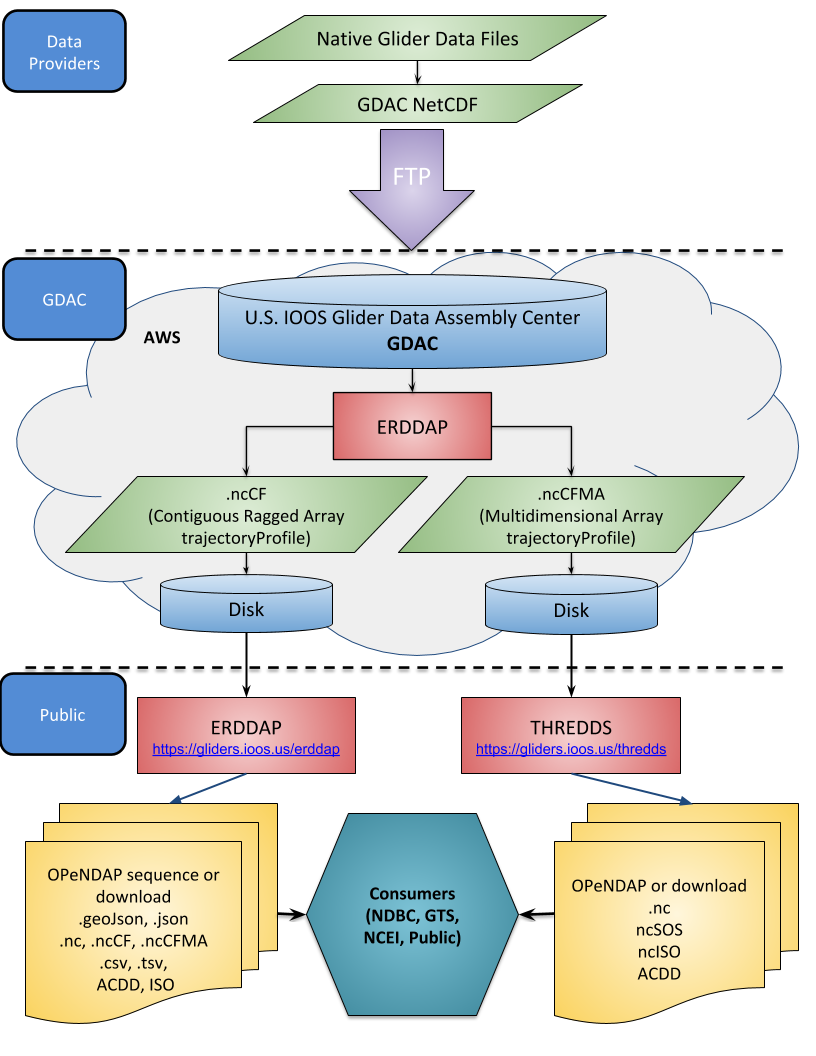 Data
Providers
Native Glider Data Files
GDAC NetCDF
FTP
GDAC
AWS
U.S. IOOS Glider Data Assembly Center
GDAC
ERDDAP
.ncCF
(Contiguous Ragged Array
trajectoryProfile)
.ncCFMA
(Multidimensional Array
trajectoryProfile)
Disk
Disk
Public
ERDDAP
https://gliders.ioos.us/erddap
THREDDS
https://gliders.ioos.us/thredds
OPeNDAP sequence or
download
.geoJson, .json
.nc, .ncCF, .ncCFMA
.csv, .tsv,
ACDD, ISO
Consumers
(NDBC, GTS,
NCEI, Public)
OPeNDAP or download
.nc
ncSOS
ncISO
ACDD